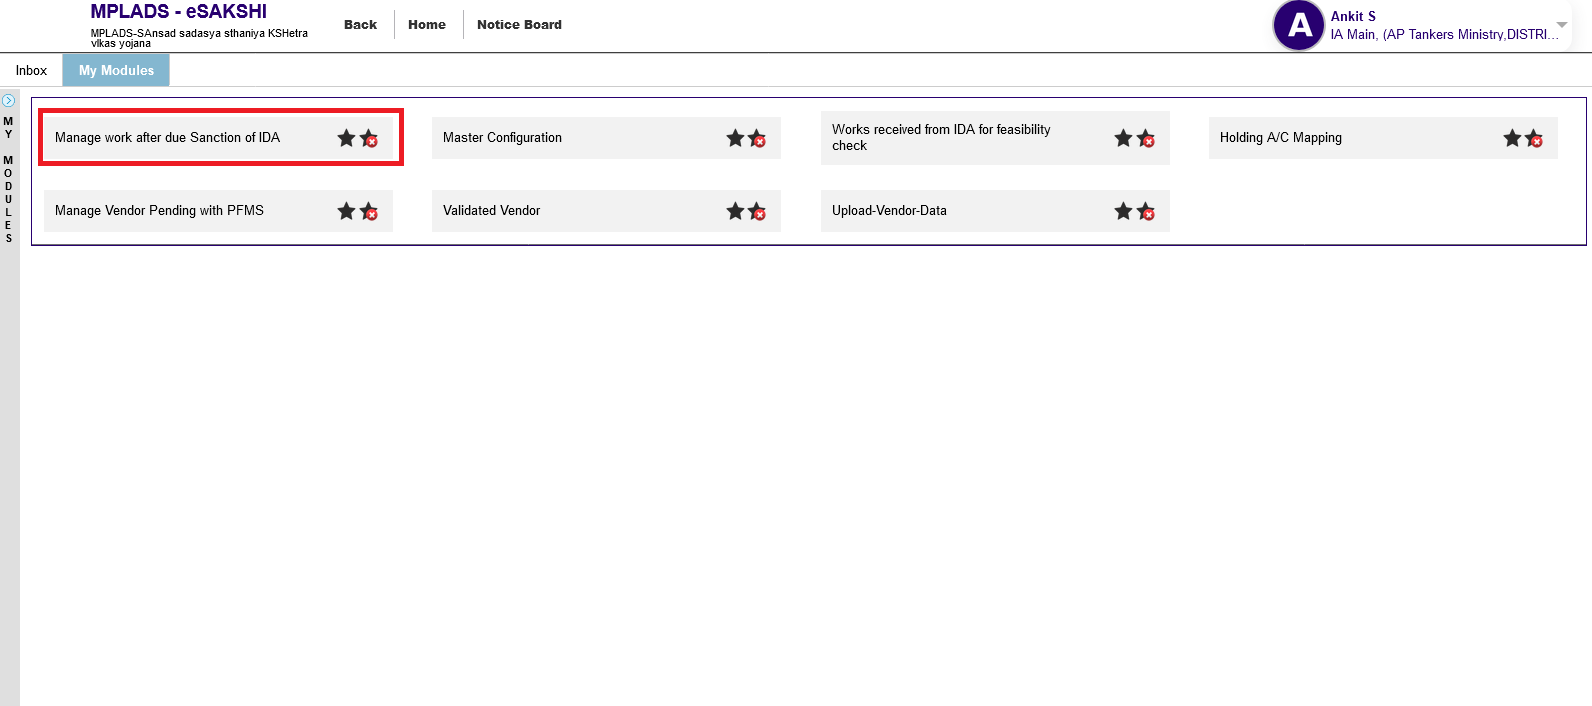 MPLADS - eSAKSHI
MPLADS-SAnsad sadasya sthaniya KSHetra
vIkas yojana
Back
Home
Notice Board
A
Ankit S
IA Main, (AP Tankers Ministry,DISTRI...
Inbox
My Modules
MY MODULES
Manage work after due Sanction of IDA
Master Configuration
Works received from IDA for feasibility
check
Holding A/C Mapping
Manage Vendor Pending with PFMS
Validated Vendor
Upload-Vendor-Data